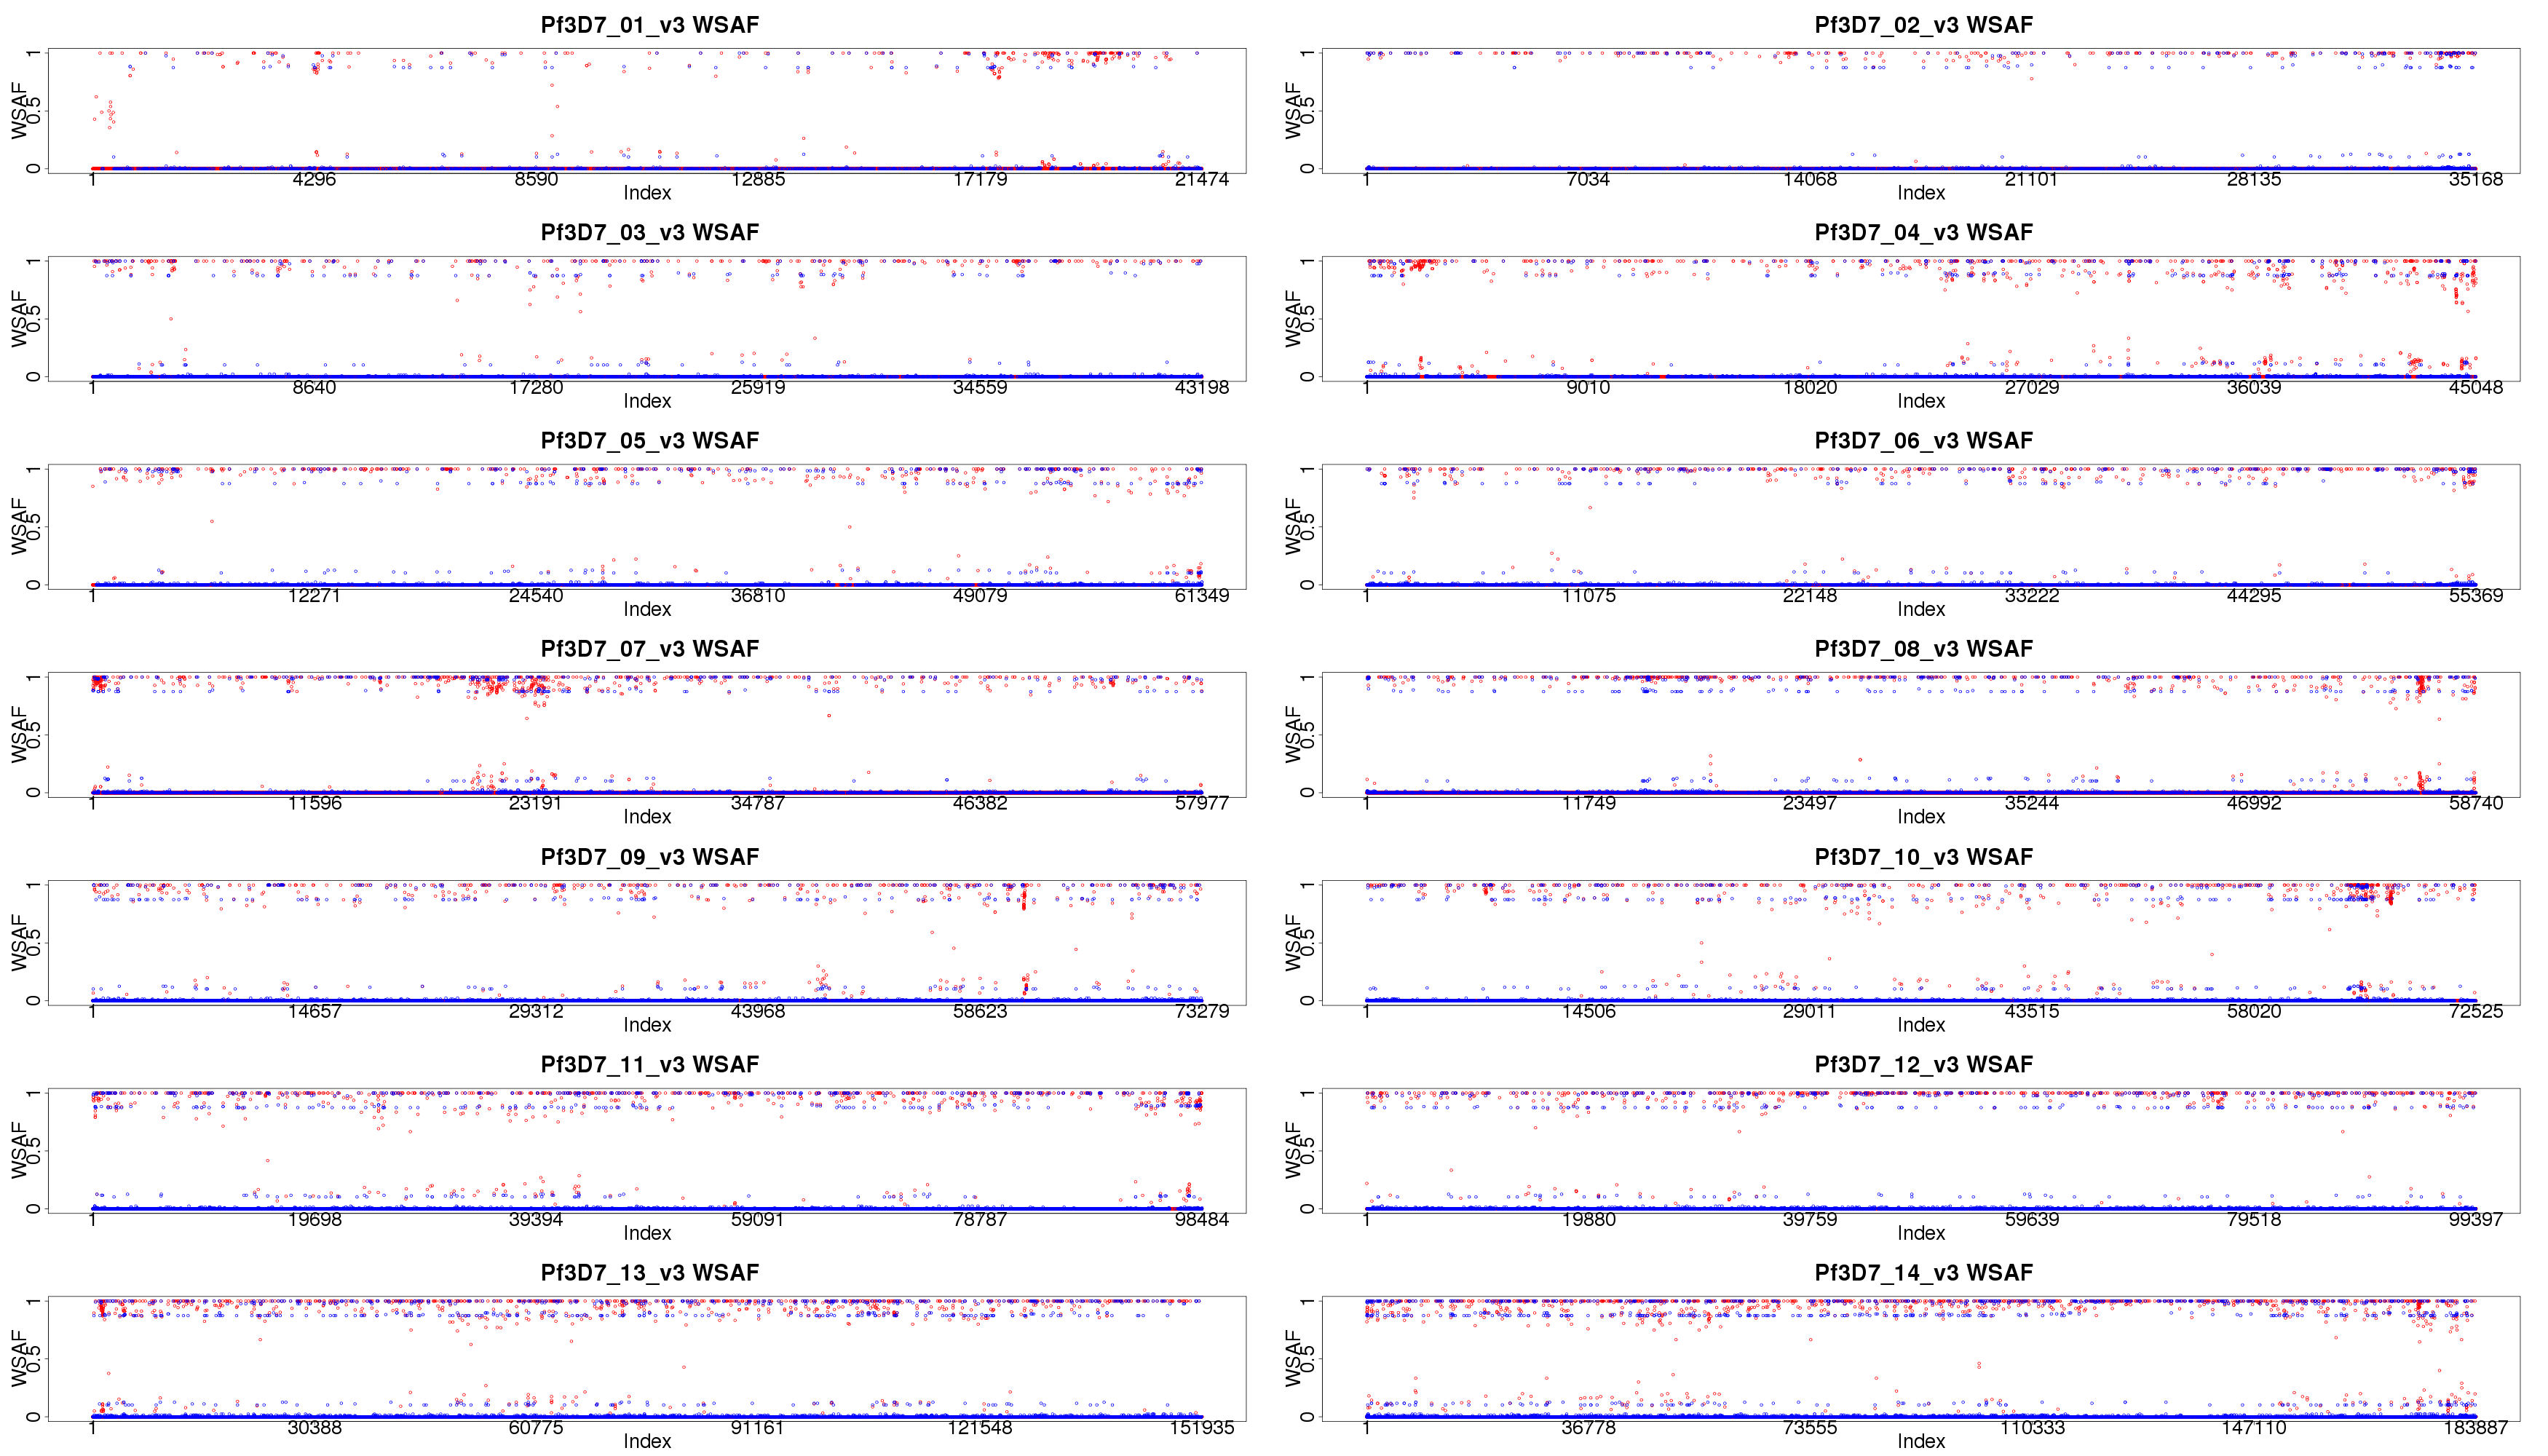 Pf3D7_01_v3 WSAF
WSAF
1
0.5
0
1 4296 8590 12885 17179 21474
Index
Pf3D7_02_v3 WSAF
WSAF
1
0.5
0
1 7034 14068 21101 28135 35168
Index
Pf3D7_03_v3 WSAF
WSAF
1
0.5
0
1 8640 17280 25919 34559 43198
Index
Pf3D7_04_v3 WSAF
WSAF
1
0.5
0
1 9010 18020 27029 36039 45048
Index
Pf3D7_05_v3 WSAF
WSAF
1
0.5
0
1 12271 24540 36810 49079 61349
Index
Pf3D7_06_v3 WSAF
WSAF
1
0.5
0
1 11075 22148 33222 44295 55369
Index
Pf3D7_07_v3 WSAF
WSAF
1
0.5
0
1 11596 23191 34787 46382 57977
Index
Pf3D7_08_v3 WSAF
WSAF
1
0.5
0
1 11749 23497 35244 46992 58740
Index
Pf3D7_09_v3 WSAF
WSAF
1
0.5
0
1 14657 29312 43968 58623 73279
Index
Pf3D7_10_v3 WSAF
WSAF
1
0.5
0
1 14506 29011 43515 58020 72525
Index
Pf3D7_11_v3 WSAF
WSAF
1
0.5
0
1 19698 39394 59091 78787 98484
Index
Pf3D7_12_v3 WSAF
WSAF
1
0.5
0
1 19880 39759 59639 79518 99397
Index
Pf3D7_13_v3 WSAF
WSAF
1
0.5
0
1 30388 60775 91161 121548 151935
Index
Pf3D7_14_v3 WSAF
WSAF
1
0.5
0
1 36778 73555 110333 147110 183887
Index